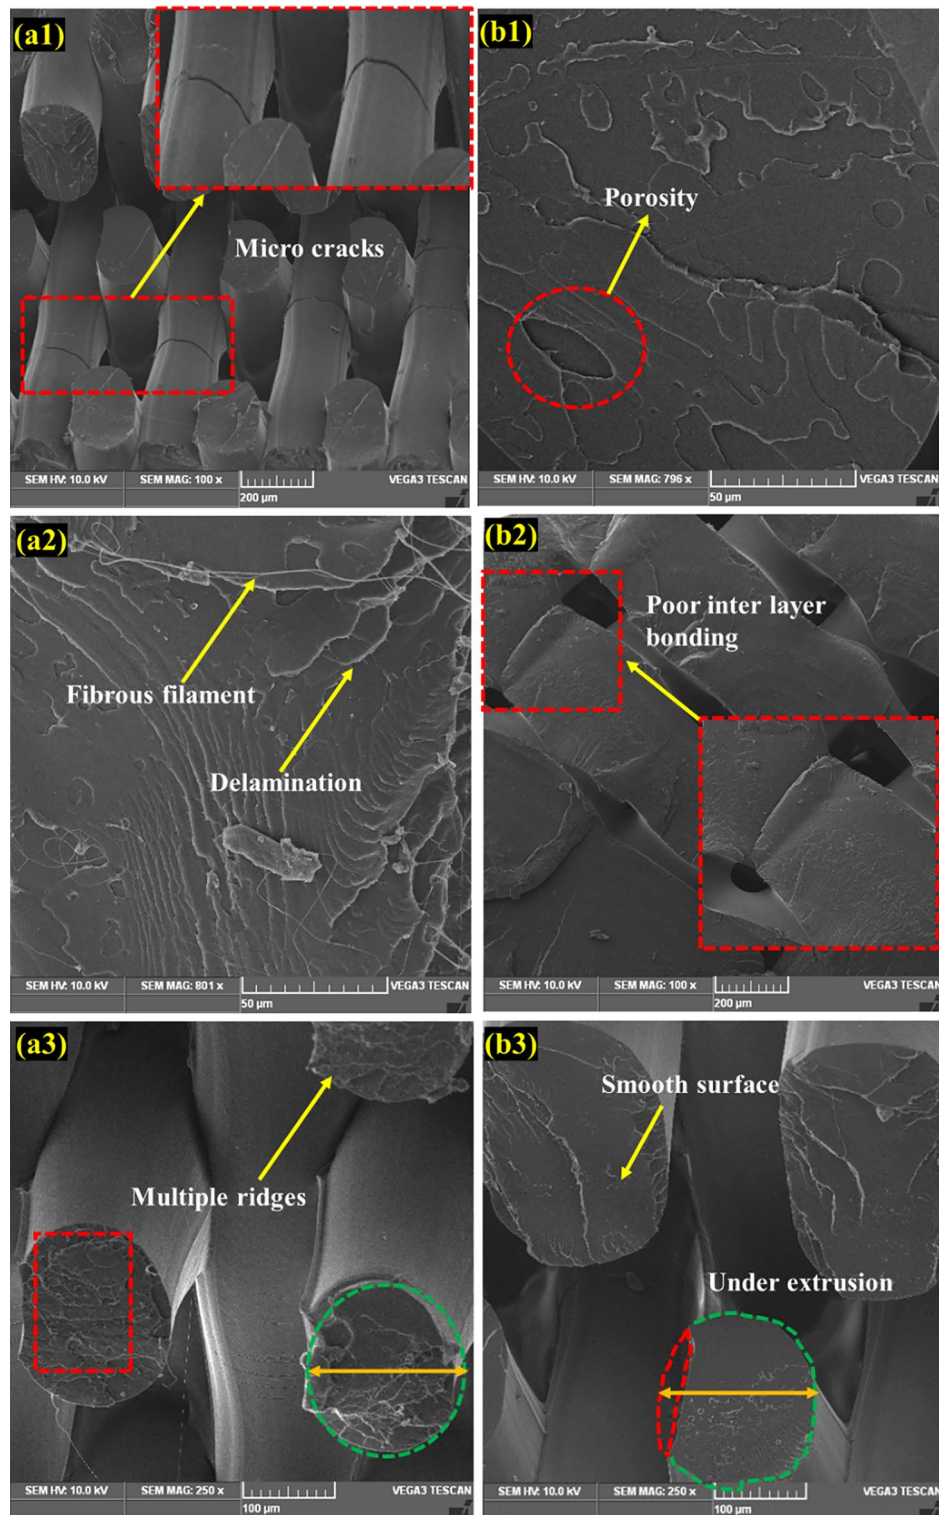 (a1)
Micro cracks
SEM HV: 10.0 kV
SEM MAG: 100 x
VEGA3 TESCAN
200 µm
(b1)
Porosity
SEM HV: 10.0 kV
SEM MAG: 796 x
VEGA3 TESCAN
50 µm
(a2)
Fibrous filament
Delamination
SEM HV: 10.0 kV
SEM MAG: 801 x
VEGA3 TESCAN
50 µm
(b2)
Poor inter layer
bonding
SEM HV: 10.0 kV
SEM MAG: 100 x
VEGA3 TESCAN
200 µm
(a3)
Multiple ridges
SEM HV: 10.0 kV
SEM MAG: 250 x
VEGA3 TESCAN
100 µm
(b3)
Smooth surface
Under extrusion
SEM HV: 10.0 kV
SEM MAG: 250 x
VEGA3 TESCAN
100 µm